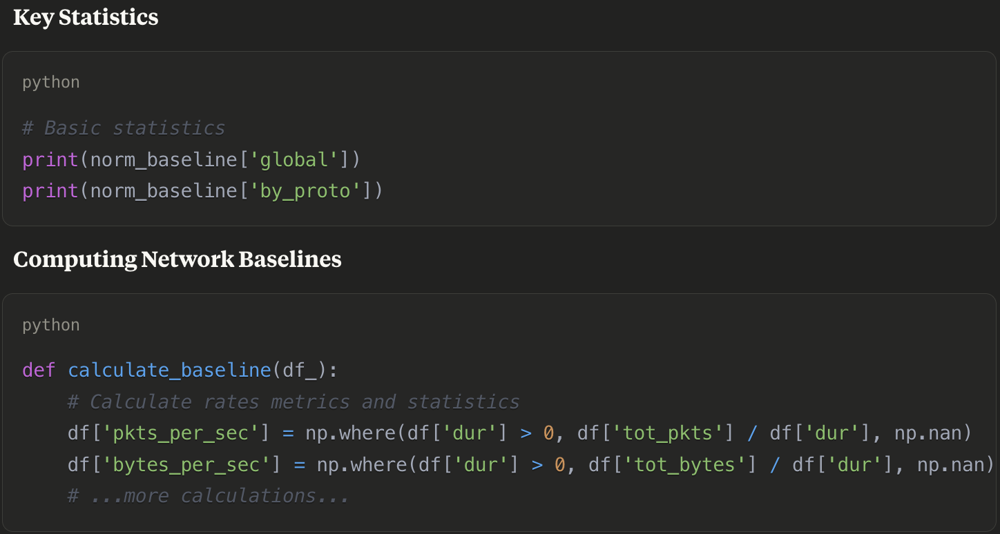 Key Statistics
python
# Basic statistics
print(norm_baseline['global'])
print(norm_baseline['by_proto'])
Computing Network Baselines
python
def calculate_baseline(df_):
    # Calculate rates metrics and statistics
    df['pkts_per_sec'] = np.where(df['dur'] > 0, df['tot_pkts'] / df['dur'], np.nan)
    df['bytes_per_sec'] = np.where(df['dur'] > 0, df['tot_bytes'] / df['dur'], np.nan)
    # ...more calculations...